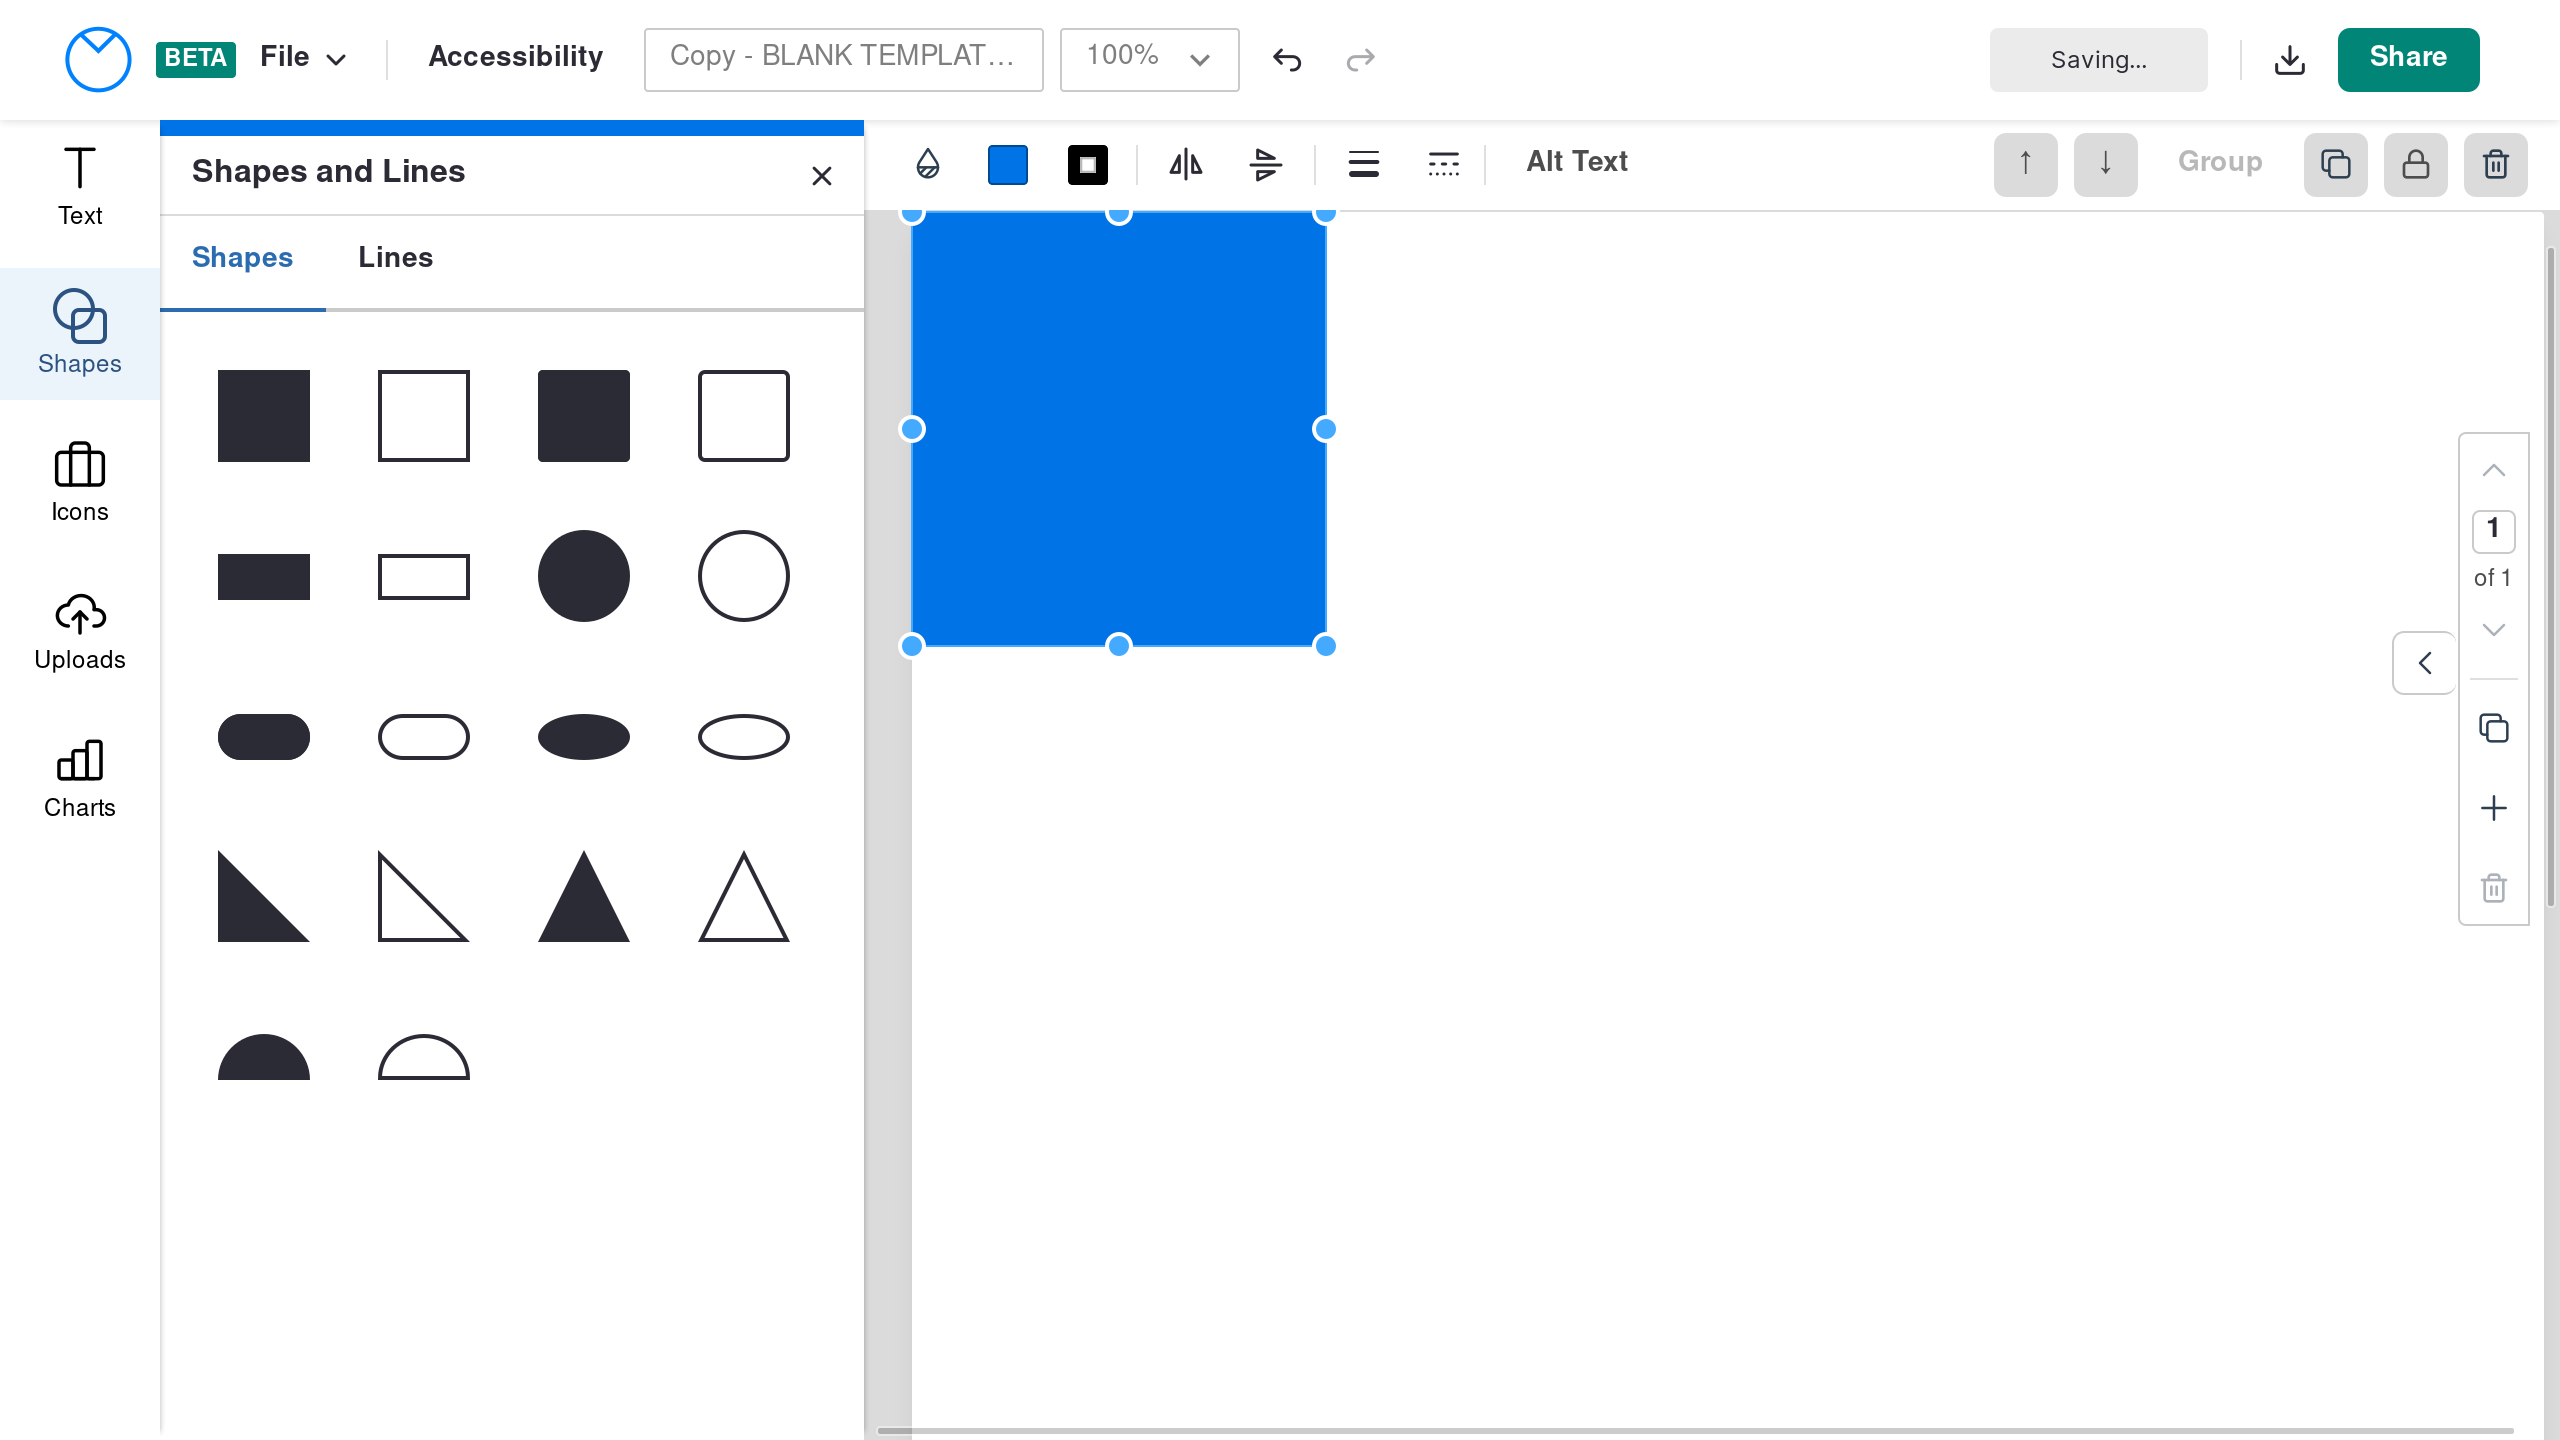 BETA
File
Accessibility
Copy - BLANK TEMPLAT...
100%
Saving...
Share
Text
Shapes
Icons
Uploads
Charts
Shapes and Lines
Shapes
Lines
Alt Text
Group
1
of 1